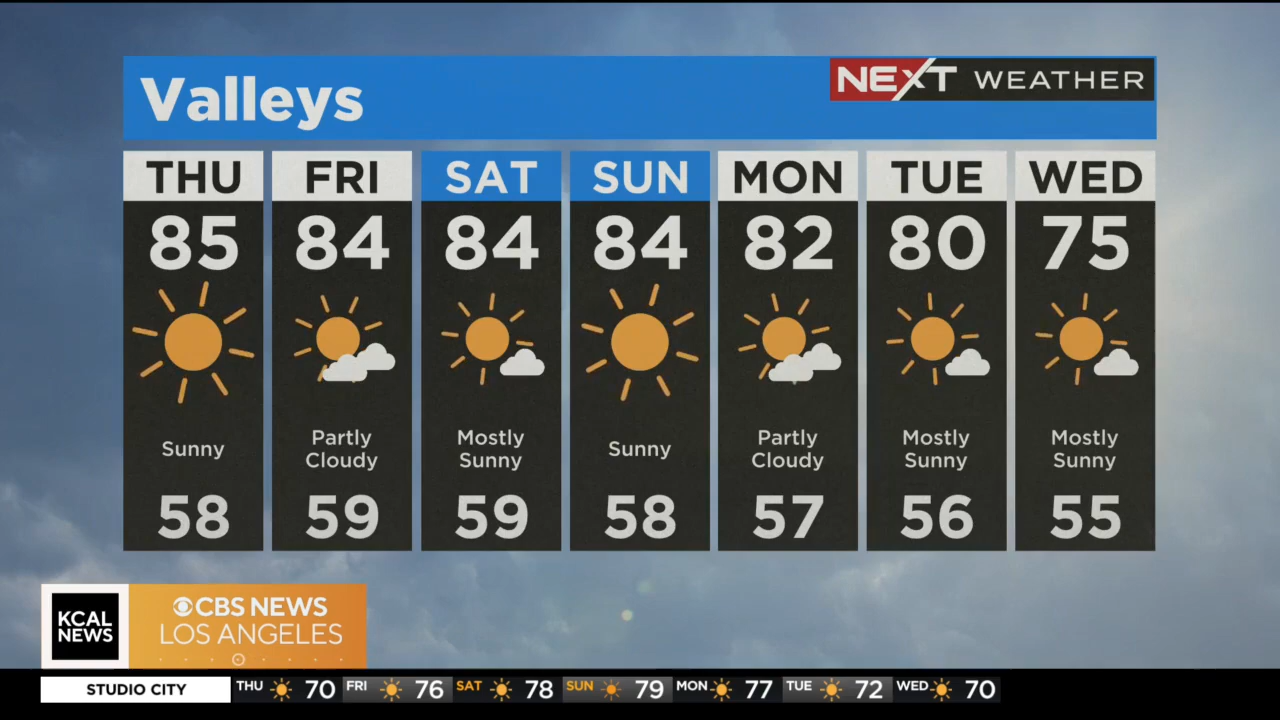 Valleys
NEXT WEATHER
THU FRI SAT SUN MON TUE WED
85 84 84 84 82 80 75
Sunny
Partly
Cloudy
Mostly
Sunny
Sunny
Partly
Cloudy
Mostly
Sunny
Mostly
Sunny
58 59 59 58 57 56 55
KCAL
NEWS
CBS NEWS
LOS ANGELES
STUDIO CITY THU 70 FRI 76 SAT 78 SUN 79 MON 77 TUE 72 WED 70